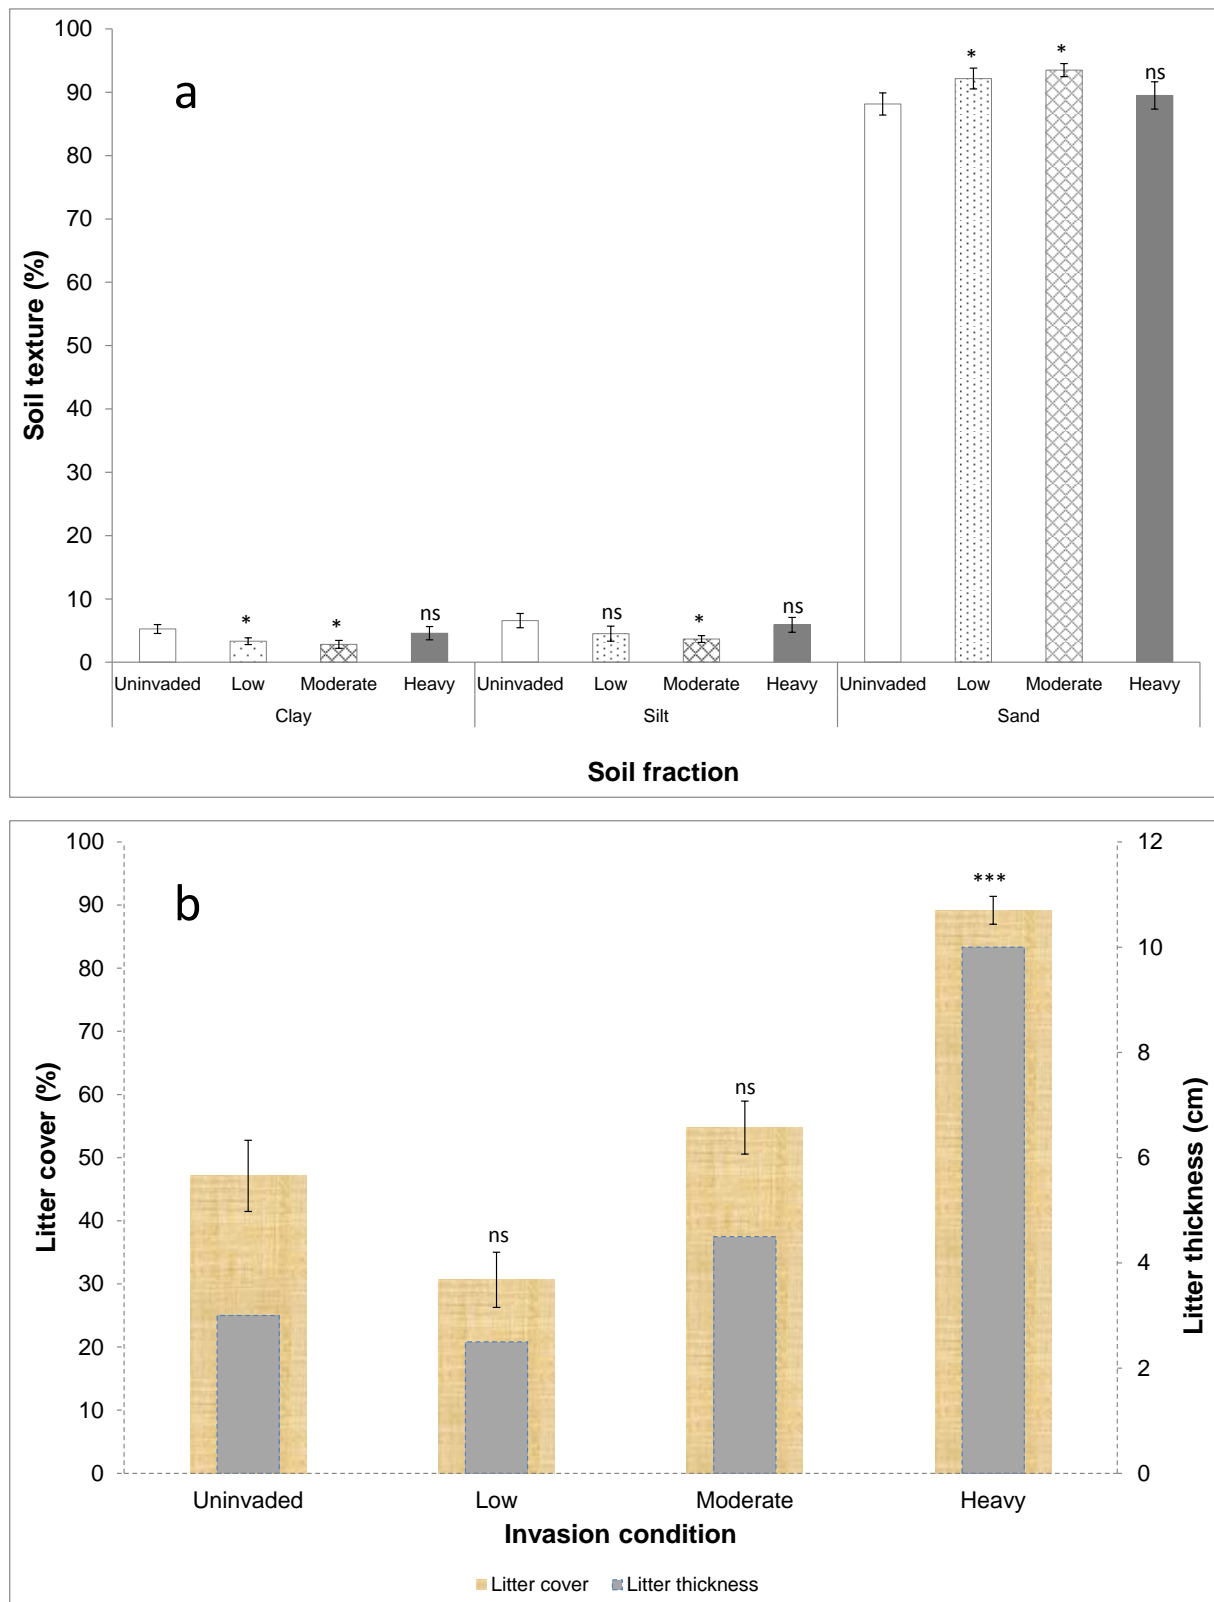 100
90
80
70
60
50
40
30
20
10
0
Soil texture (%)
a
* * ns
* * ns
ns * ns
Uninvaded Low Moderate Heavy Uninvaded Low Moderate Heavy Uninvaded Low Moderate Heavy
Clay Silt Sand
Soil fraction
100
90
80
70
60
50
40
30
20
10
0
Litter cover (%)
b
ns
ns
***
12
10
8
6
4
2
0
Litter thickness (cm)
Uninvaded Low Moderate Heavy
Invasion condition
Litter cover Litter thickness